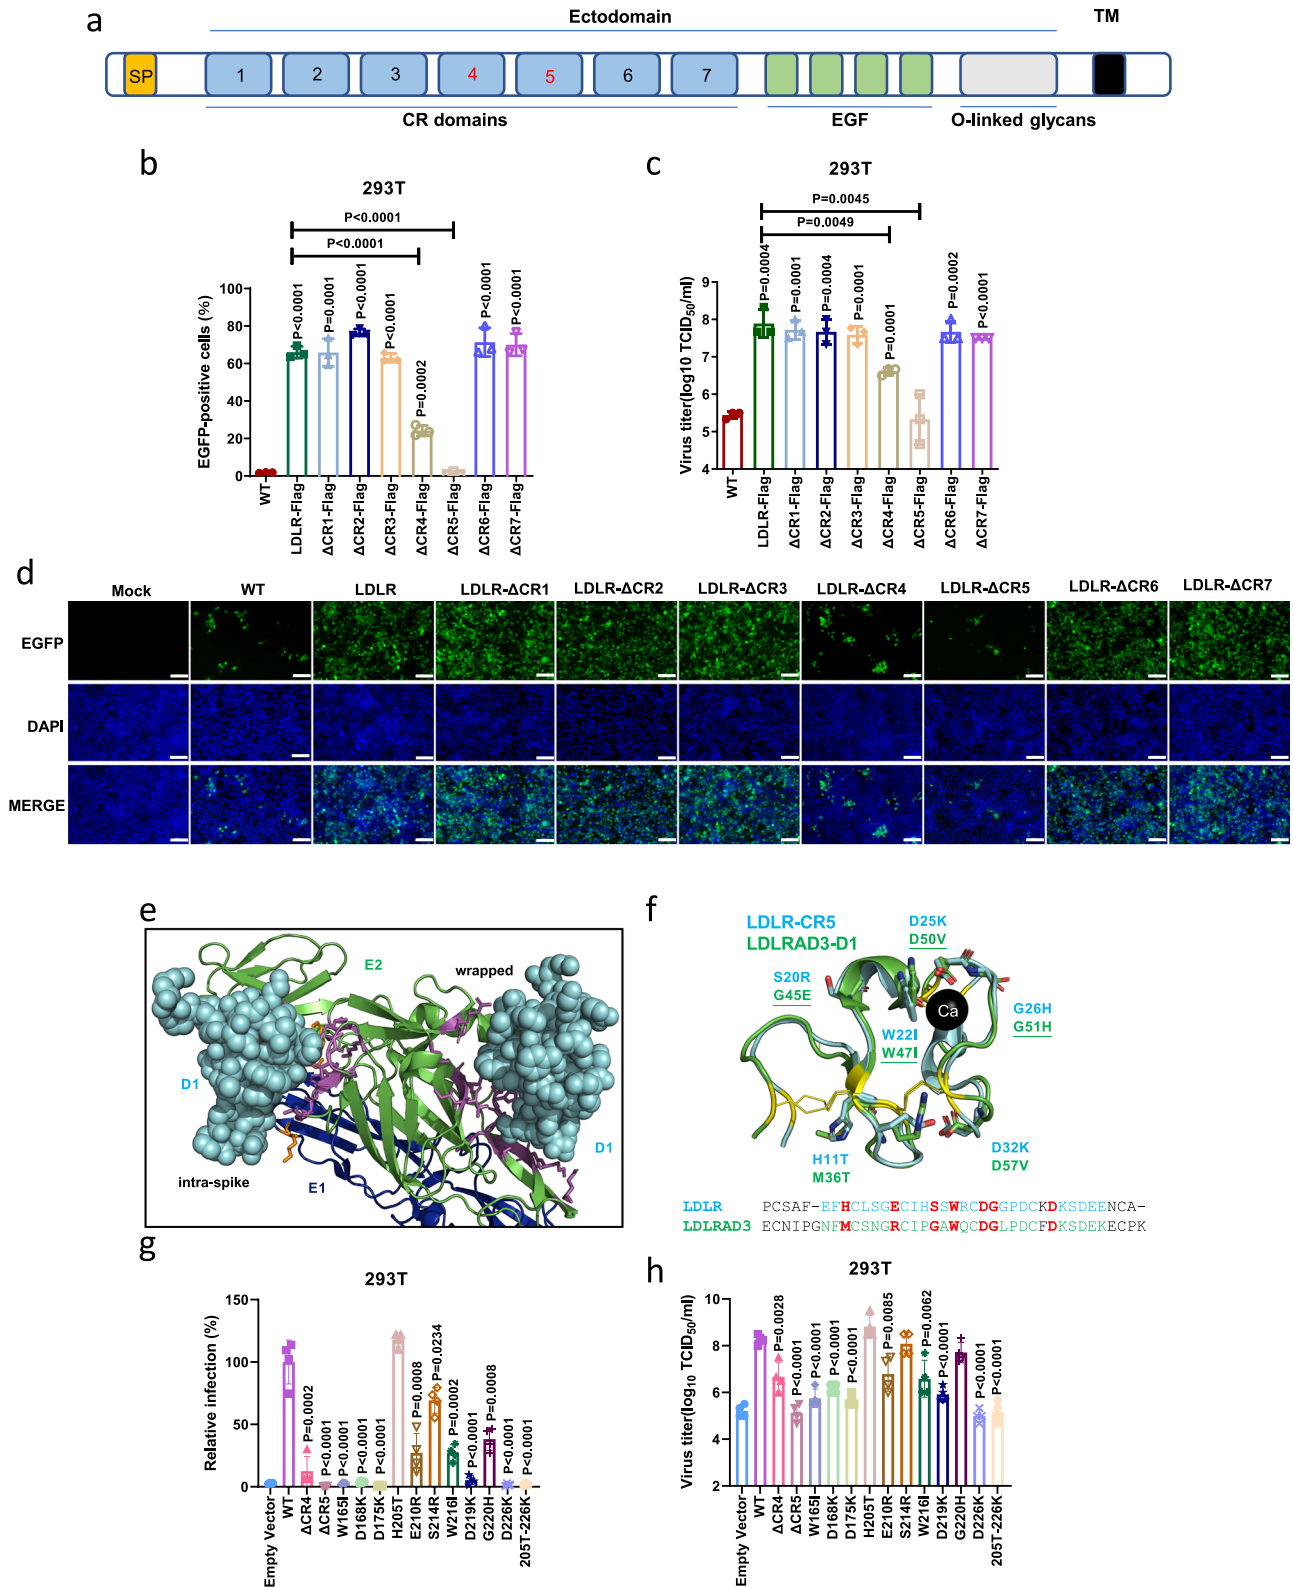 a
Ectodomain
TM
SP
1
2
3
4
5
6
7
CR domains
EGF
O-linked glycans
b
293T
P<0.0001
P<0.0001
P<0.0001
P=0.0001
P<0.0001
P<0.0001
P=0.0002
P<0.0001
P<0.0001
EGFP-positive cells (%)
100
80
60
40
20
0
WT
LDLR-Flag
ΔCR1-Flag
ΔCR2-Flag
ΔCR3-Flag
ΔCR4-Flag
ΔCR5-Flag
ΔCR6-Flag
ΔCR7-Flag
c
293T
P=0.0045
P=0.0049
P=0.0004
P=0.0001
P=0.0004
P=0.0001
P=0.0001
P=0.0002
P<0.0001
Virus titer(log10 TCID50/ml)
9
8
7
6
5
4
WT
LDLR-Flag
ΔCR1-Flag
ΔCR2-Flag
ΔCR3-Flag
ΔCR4-Flag
ΔCR5-Flag
ΔCR6-Flag
ΔCR7-Flag
d
Mock
WT
LDLR
LDLR-ΔCR1
LDLR-ΔCR2
LDLR-ΔCR3
LDLR-ΔCR4
LDLR-ΔCR5
LDLR-ΔCR6
LDLR-ΔCR7
EGFP
DAPI
MERGE
e
E2
wrapped
D1
D1
intra-spike
E1
f
LDLR-CR5
LDLRAD3-D1
D25K
D50V
S20R
G45E
Ca
G26H
G51H
W22I
W47I
H11T
M36T
D32K
D57V
LDLR PCSAF-EFHCLSGECIHSSWRCDGGPDCKDKSDEENCA-
LDLRAD3 ECNIPGNFMCSNGRCIPGAWQCDGLPDCFDKSDEKECPK
g
293T
Relative infection (%)
150
100
50
0
P=0.0002
P<0.0001
P<0.0001
P<0.0001
P<0.0001
P=0.0008
P=0.0234
P=0.0002
P<0.0001
P=0.0008
P<0.0001
P<0.0001
Empty Vector
WT
ΔCR4
ΔCR5
W165I
D168K
D175K
H205T
E210R
S214R
W216I
D219K
G220H
D226K
205T-226K
h
293T
Virus titer(log10 TCID50/ml)
10
8
6
4
2
P=0.0028
P<0.0001
P<0.0001
P<0.0001
P<0.0001
P=0.0085
P=0.0062
P<0.0001
P<0.0001
P<0.0001
Empty Vector
WT
ΔCR4
ΔCR5
W165I
D168K
D175K
H205T
E210R
S214R
W216I
D219K
G220H
D226K
205T-226K